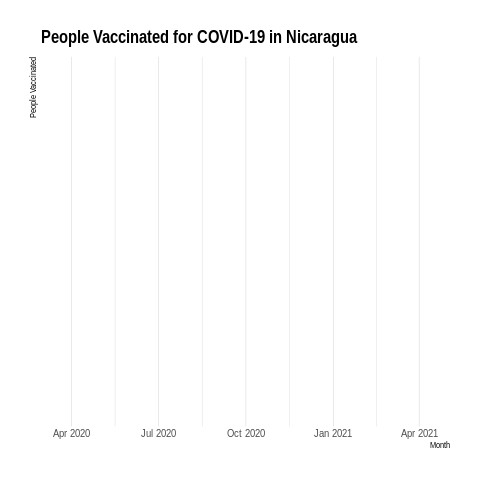 People Vaccinated for COVID-19 in Nicaragua
People Vaccinated
Apr 2020
Jul 2020
Oct 2020
Jan 2021
Apr 2021
Month